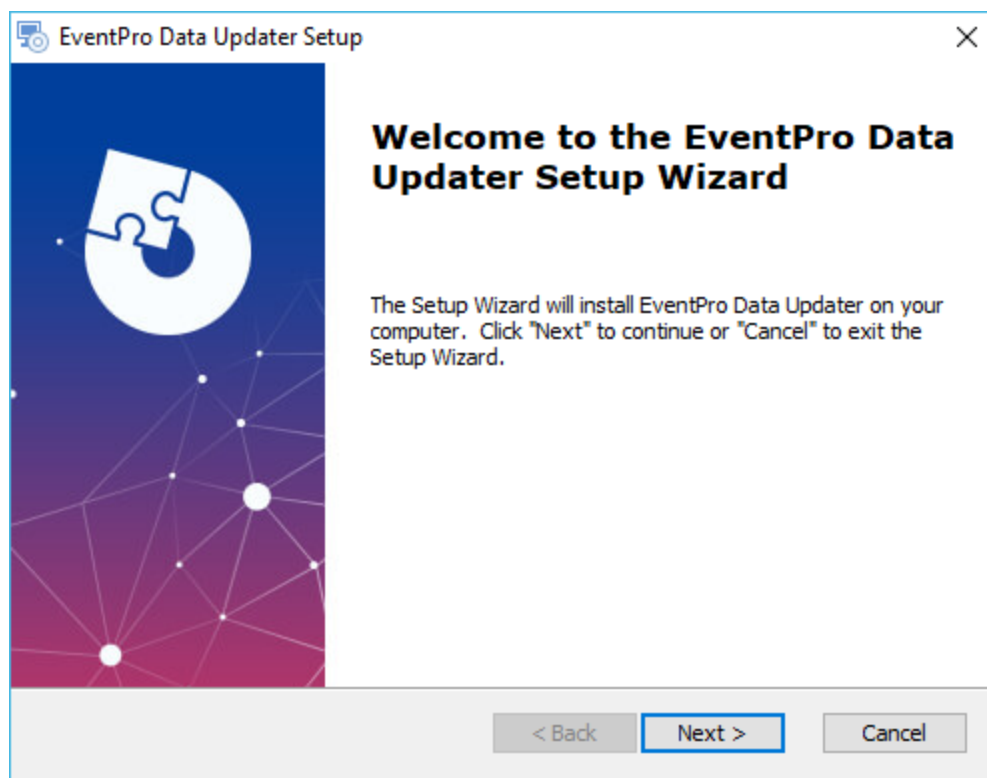 EventPro Data Updater Setup
Welcome to the EventPro Data
Updater Setup Wizard
The Setup Wizard will install EventPro Data Updater on your
computer.  Click "Next" to continue or "Cancel" to exit the
Setup Wizard.
< Back
Next >
Cancel